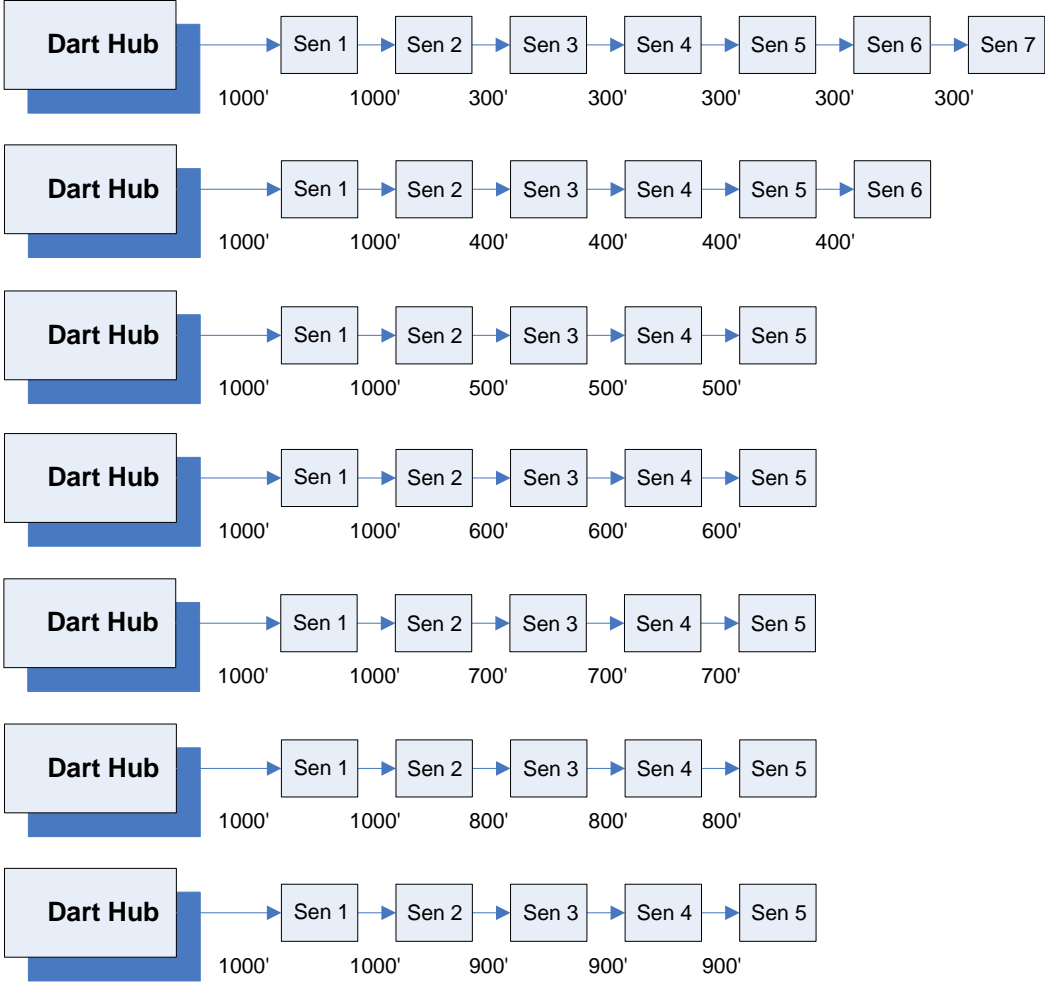 Dart Hub Sen 1 Sen 2 Sen 3 Sen 4 Sen 5 Sen 6 Sen 7
1000' 1000' 300' 300' 300' 300' 300'
Dart Hub Sen 1 Sen 2 Sen 3 Sen 4 Sen 5 Sen 6
1000' 1000' 400' 400' 400' 400'
Dart Hub Sen 1 Sen 2 Sen 3 Sen 4 Sen 5
1000' 1000' 500' 500' 500'
Dart Hub Sen 1 Sen 2 Sen 3 Sen 4 Sen 5
1000' 1000' 600' 600' 600'
Dart Hub Sen 1 Sen 2 Sen 3 Sen 4 Sen 5
1000' 1000' 700' 700' 700'
Dart Hub Sen 1 Sen 2 Sen 3 Sen 4 Sen 5
1000' 1000' 800' 800' 800'
Dart Hub Sen 1 Sen 2 Sen 3 Sen 4 Sen 5
1000' 1000' 900' 900' 900'